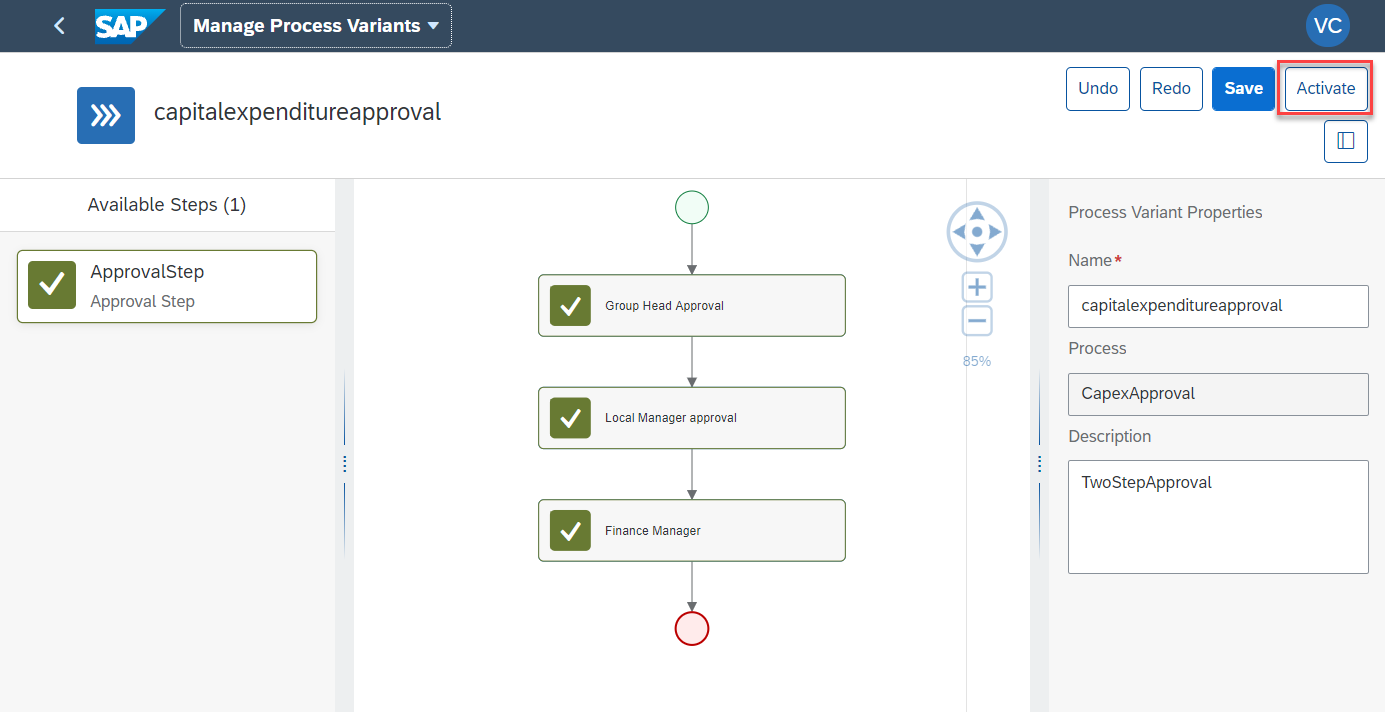 SAP
Manage Process Variants
VC
capitalexpenditureapproval
Undo
Redo
Save
Activate
Available Steps (1)
ApprovalStep
Approval Step
Group Head Approval
Local Manager approval
Finance Manager
85%
Process Variant Properties
Name*
capitalexpenditureapproval
Process
CapexApproval
Description
TwoStepApproval